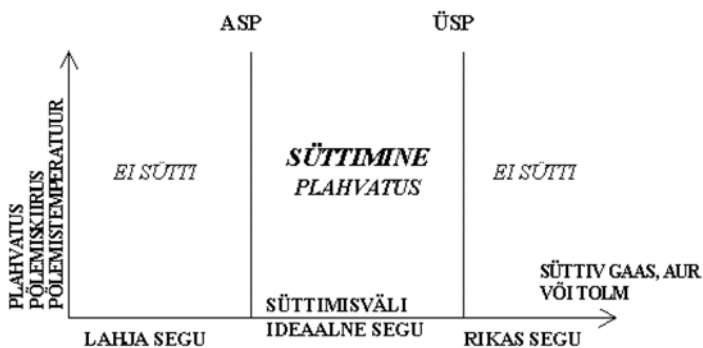 ASP
ÜSP
PLAHVATUS
PÕLEMISKIIRUS
PÕLEMISTEMPERATUUR
EI SÜTTI
SÜTTIMINE
PLAHVATUS
EI SÜTTI
SÜTTIV GAAS, AUR
VÕI TOLM
SÜTTIMISVÄLI
IDEAALNE SEGU
LAHJA SEGU
RIKAS SEGU